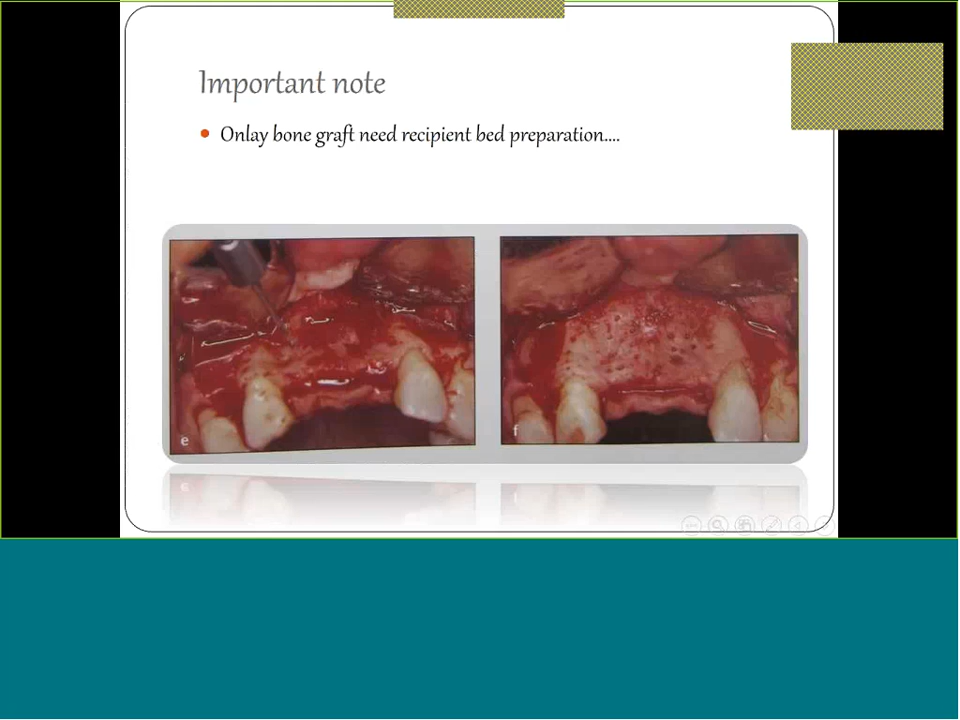 Important note
Onlay bone graft need recipient bed preparation....
e
f